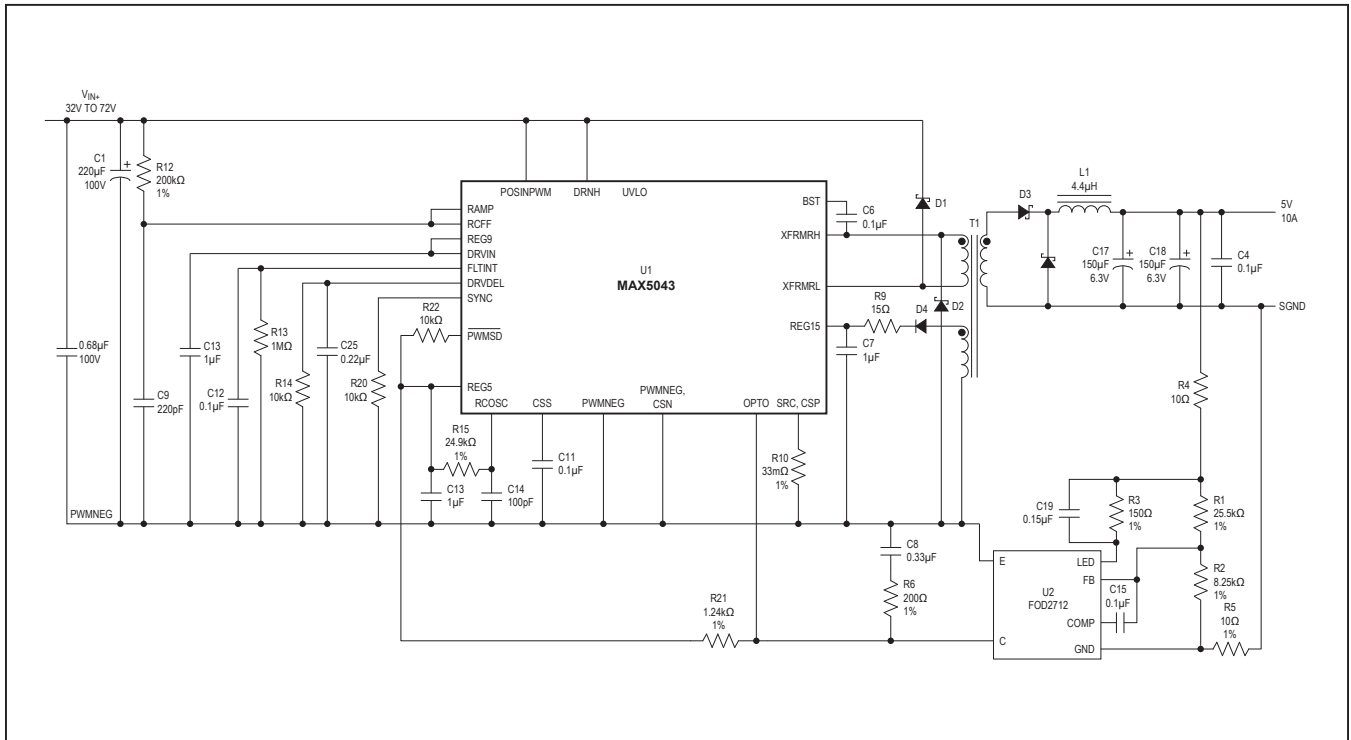 VIN+
32V TO 72V
C1
220µF
100V
R12
200kΩ
1%
POSINPWM
DRNH
UVLO
RAMP
RCFF
REG9
DRVIN
FLTINT
DRVDEL
SYNC
PWMSD
REG5
RCOSC
CSS
PWMNEG
PWMNEG,
CSN
OPTO
SRC, CSP
U1
MAX5043
BST
XFRMRH
XFRMRL
REG15
C6
0.1µF
D1
T1
D3
L1
4.4µH
5V
10A
C17
150µF
6.3V
C18
150µF
6.3V
C4
0.1µF
SGND
D2
R9
15Ω
D4
C7
1µF
R22
10kΩ
0.68µF
100V
C9
220pF
C13
1µF
C12
0.1µF
R13
1MΩ
R14
10kΩ
C25
0.22µF
R20
10kΩ
R15
24.9kΩ
1%
C13
1µF
C14
100pF
C11
0.1µF
R10
33mΩ
1%
R4
10Ω
PWMNEG
C8
0.33µF
R6
200Ω
1%
R21
1.24kΩ
1%
C19
0.15µF
R3
150Ω
1%
R1
25.5kΩ
1%
E
C
LED
FB
COMP
GND
U2
FOD2712
C15
0.1µF
R2
8.25kΩ
1%
R5
10Ω
1%